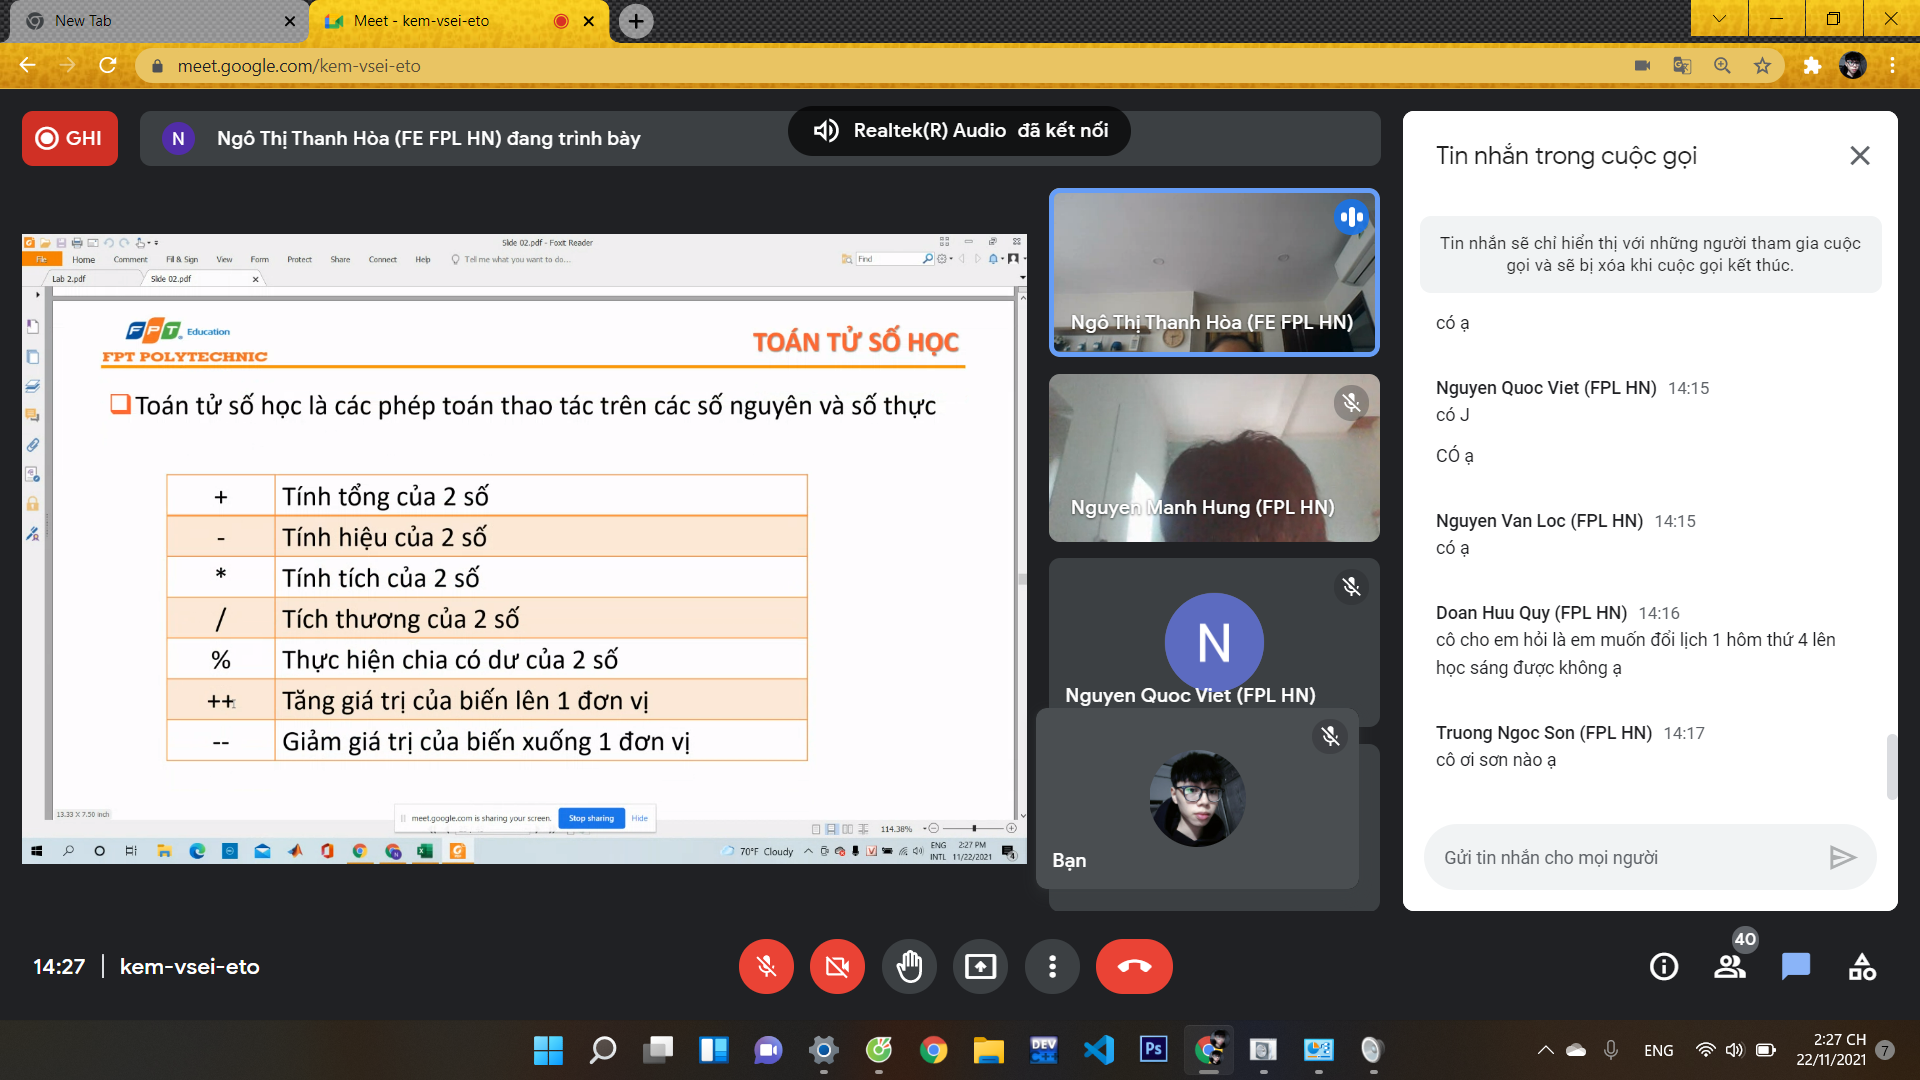 New Tab
Meet - kem-vsei-eto
meet.google.com/kem-vsei-eto
GHI
N
Ngô Thị Thanh Hòa (FE FPL HN) đang trình bày
Realtek(R) Audio đã kết nối
Slide 02.pdf - Foxit Reader
File Home Comment Fill & Sign View Form Protect Share Connect Help Tell me what you want to do... Find
Lab 2.pdf
Slide 02.pdf
FPT Education
FPT POLYTECHNIC
TOÁN TỬ SỐ HỌC
Toán tử số học là các phép toán thao tác trên các số nguyên và số thực
+ Tính tổng của 2 số
- Tính hiệu của 2 số
* Tính tích của 2 số
/ Tích thương của 2 số
% Thực hiện chia có dư của 2 số
++ Tăng giá trị của biến lên 1 đơn vị
-- Giảm giá trị của biến xuống 1 đơn vị
13.33 X 7.50 inch
meet.google.com is sharing your screen. Stop sharing Hide
114.38%
70°F Cloudy
ENG
INTL
2:27 PM
11/22/2021
4
Ngô Thị Thanh Hòa (FE FPL HN)
Nguyen Manh Hung (FPL HN)
N
Nguyen Quoc Viet (FPL HN)
Bạn
Tin nhắn trong cuộc gọi
Tin nhắn sẽ chỉ hiển thị với những người tham gia cuộc
gọi và sẽ bị xóa khi cuộc gọi kết thúc.
có ạ
Nguyen Quoc Viet (FPL HN) 14:15
có J
CÓ ạ
Nguyen Van Loc (FPL HN) 14:15
có ạ
Doan Huu Quy (FPL HN) 14:16
cô cho em hỏi là em muốn đổi lịch 1 hôm thứ 4 lên
học sáng được không ạ
Truong Ngoc Son (FPL HN) 14:17
cô ơi sơn nào ạ
Gửi tin nhắn cho mọi người
14:27 | kem-vsei-eto
40
DEV
Ps
ENG
2:27 CH
22/11/2021
7